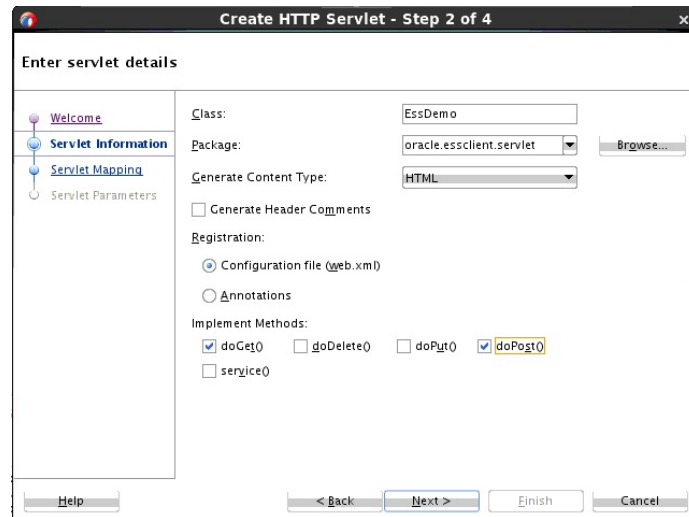 Create HTTP Servlet - Step 2 of 4
Enter servlet details
Welcome
Servlet Information
Servlet Mapping
Servlet Parameters
Class: EssDemo
Package: oracle.essclient.servlet Browse...
Generate Content Type: HTML
Generate Header Comments
Registration:
Configuration file (web.xml)
Annotations
Implement Methods:
doGet() doDelete() doPut() doPost()
service()
Help < Back Next > Finish Cancel